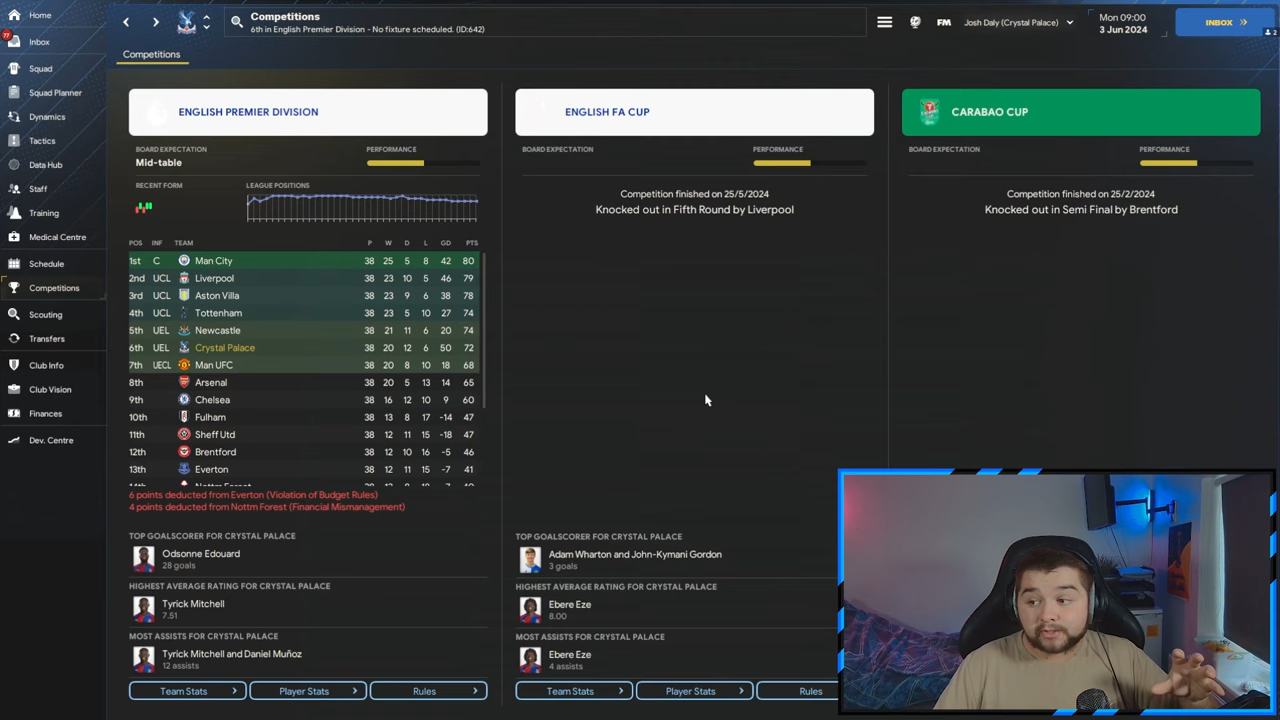 Home
Competitions
6th in English Premier Division - No fixture scheduled. (ID:642)
FM
Josh Daly (Crystal Palace)
Mon 09:00
3 Jun 2024
INBOX
2
77
Inbox
Squad
Squad Planner
Dynamics
Tactics
Data Hub
Staff
Training
Medical Centre
Schedule
Competitions
Scouting
Transfers
Club Info
Club Vision
Finances
Dev. Centre
Competitions
ENGLISH PREMIER DIVISION
BOARD EXPECTATION
PERFORMANCE
Mid-table
RECENT FORM
LEAGUE POSITIONS
POS INF TEAM P W D L GD PTS
1st C Man City 38 25 5 8 42 80
2nd UCL Liverpool 38 23 10 5 46 79
3rd UCL Aston Villa 38 23 9 6 38 78
4th UCL Tottenham 38 23 5 10 27 74
5th UEL Newcastle 38 21 11 6 20 74
6th UEL Crystal Palace 38 20 12 6 50 72
7th UECL Man UFC 38 20 8 10 18 68
8th Arsenal 38 20 5 13 14 65
9th Chelsea 38 16 12 10 9 60
10th Fulham 38 13 8 17 -14 47
11th Sheff Utd 38 12 11 15 -18 47
12th Brentford 38 12 10 16 -5 46
13th Everton 38 12 11 15 -7 41
6 points deducted from Everton (Violation of Budget Rules)
4 points deducted from Nottm Forest (Financial Mismanagement)
TOP GOALSCORER FOR CRYSTAL PALACE
Odsonne Edouard
28 goals
HIGHEST AVERAGE RATING FOR CRYSTAL PALACE
Tyrick Mitchell
7.51
MOST ASSISTS FOR CRYSTAL PALACE
Tyrick Mitchell and Daniel Muñoz
12 assists
Team Stats
Player Stats
Rules
ENGLISH FA CUP
BOARD EXPECTATION
PERFORMANCE
Competition finished on 25/5/2024
Knocked out in Fifth Round by Liverpool
TOP GOALSCORER FOR CRYSTAL PALACE
Adam Wharton and John-Kymani Gordon
3 goals
HIGHEST AVERAGE RATING FOR CRYSTAL PALACE
Ebere Eze
8.00
MOST ASSISTS FOR CRYSTAL PALACE
Ebere Eze
4 assists
Team Stats
Player Stats
Rules
CARABAO CUP
BOARD EXPECTATION
PERFORMANCE
Competition finished on 25/2/2024
Knocked out in Semi Final by Brentford